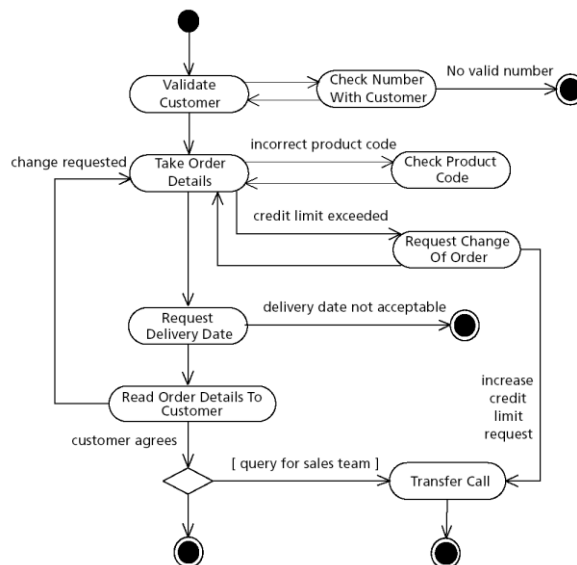 Validate
Customer
Check Number
With Customer
No valid number
change requested
Take Order
Details
incorrect product code
Check Product
Code
credit limit exceeded
Request Change
Of Order
Request
Delivery Date
delivery date not acceptable
Read Order Details To
Customer
increase
credit
limit
request
customer agrees
[ query for sales team ]
Transfer Call